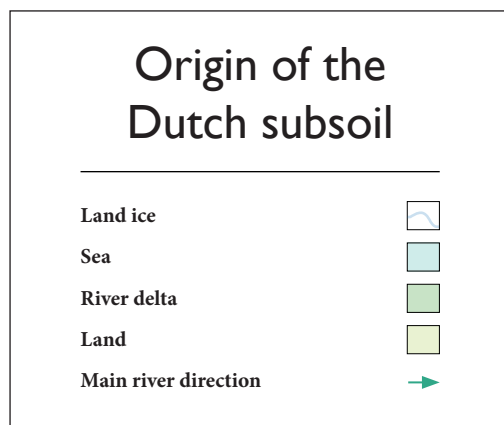 Origin of the
Dutch subsoil
Land ice
Sea
River delta
Land
Main river direction